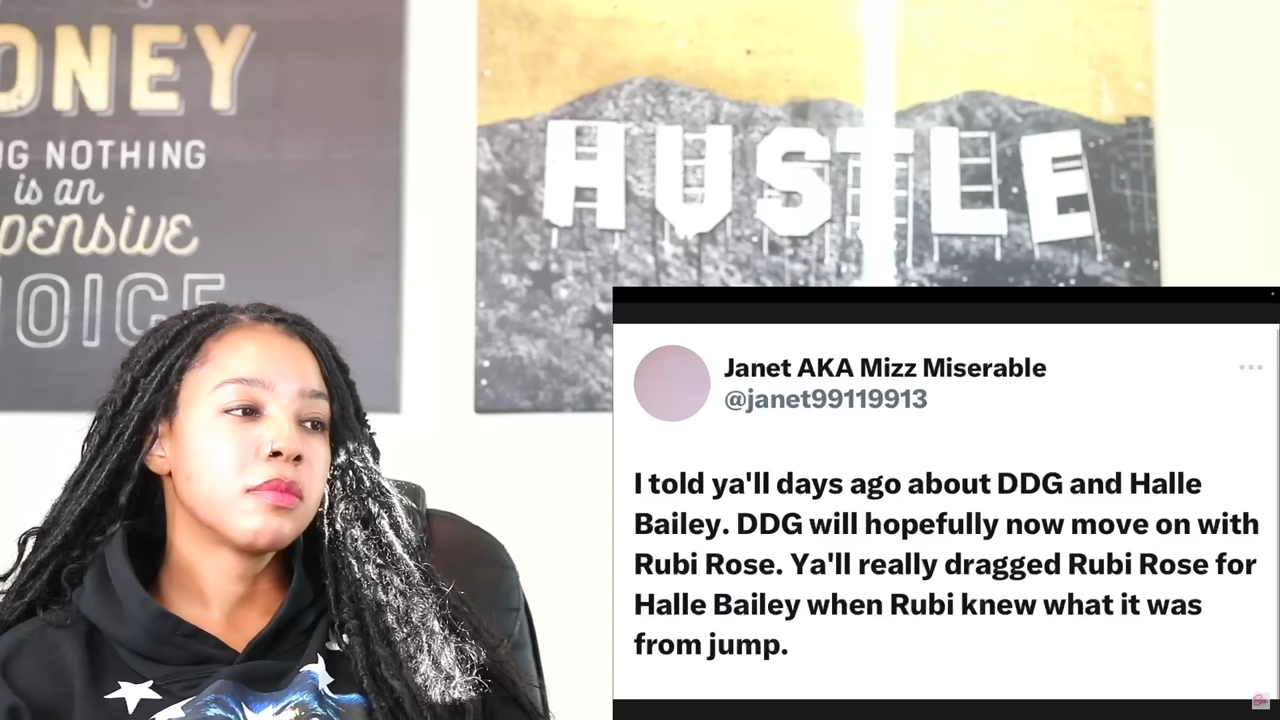 ONEY
NG NOTHING
is an
pensive
HOICE
HUSTLE
Janet AKA Mizz Miserable
@janet99119913
I told ya'll days ago about DDG and Halle
Bailey. DDG will hopefully now move on with
Rubi Rose. Ya'll really dragged Rubi Rose for
Halle Bailey when Rubi knew what it was
from jump.